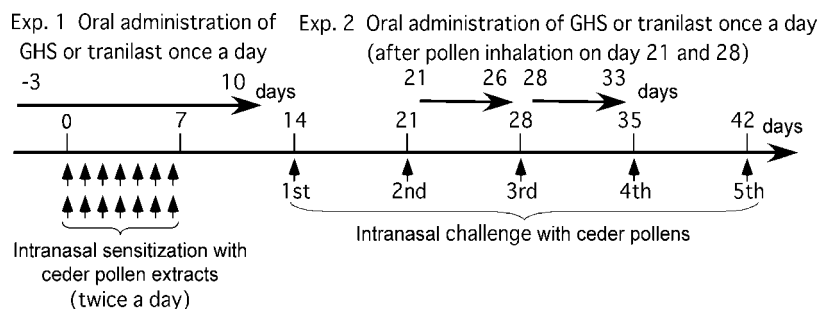 Exp. 1 Oral administration of
GHS or tranilast once a day
Exp. 2 Oral administration of GHS or tranilast once a day
(after pollen inhalation on day 21 and 28)
-3 10 days
21 26 28 33 days
0 7 14 21 28 35 42 days
1st 2nd 3rd 4th 5th
Intranasal sensitization with
ceder pollen extracts
(twice a day)
Intranasal challenge with ceder pollens